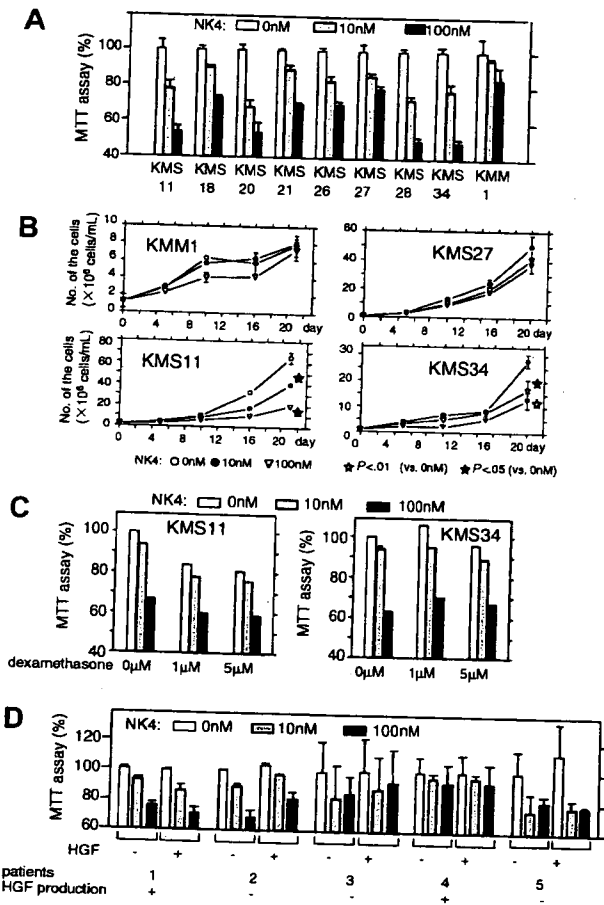 A
NK4: 0nM 10nM 100nM
MTT assay (%)
100
80
60
40
KMS KMS KMS KMS KMS KMS KMS KMS KMM
11 18 20 21 26 27 28 34 1
B
No. of the cells
(×10⁶ cells/mL)
10
8
6
4
2
0
KMM1
0 4 8 12 16 20 day
60
40
20
0
KMS27
0 4 8 12 16 20 day
No. of the cells
(×10⁶ cells/mL)
80
60
40
20
0
KMS11
0 4 8 12 16 20 day
30
20
10
0
KMS34
0 4 8 12 16 20 day
NK4: 0nM 10nM 100nM
P<.01 (vs. 0nM) P<.05 (vs. 0nM)
C
NK4: 0nM 10nM 100nM
MTT assay (%)
100
80
60
40
KMS11
MTT assay (%)
100
80
60
40
KMS34
dexamethasone 0μM 1μM 5μM 0μM 1μM 5μM
D
NK4: 0nM 10nM 100nM
MTT assay (%)
120
100
80
60
HGF - + - + - + - + - +
patients 1 2 3 4 5
HGF production + - - + -